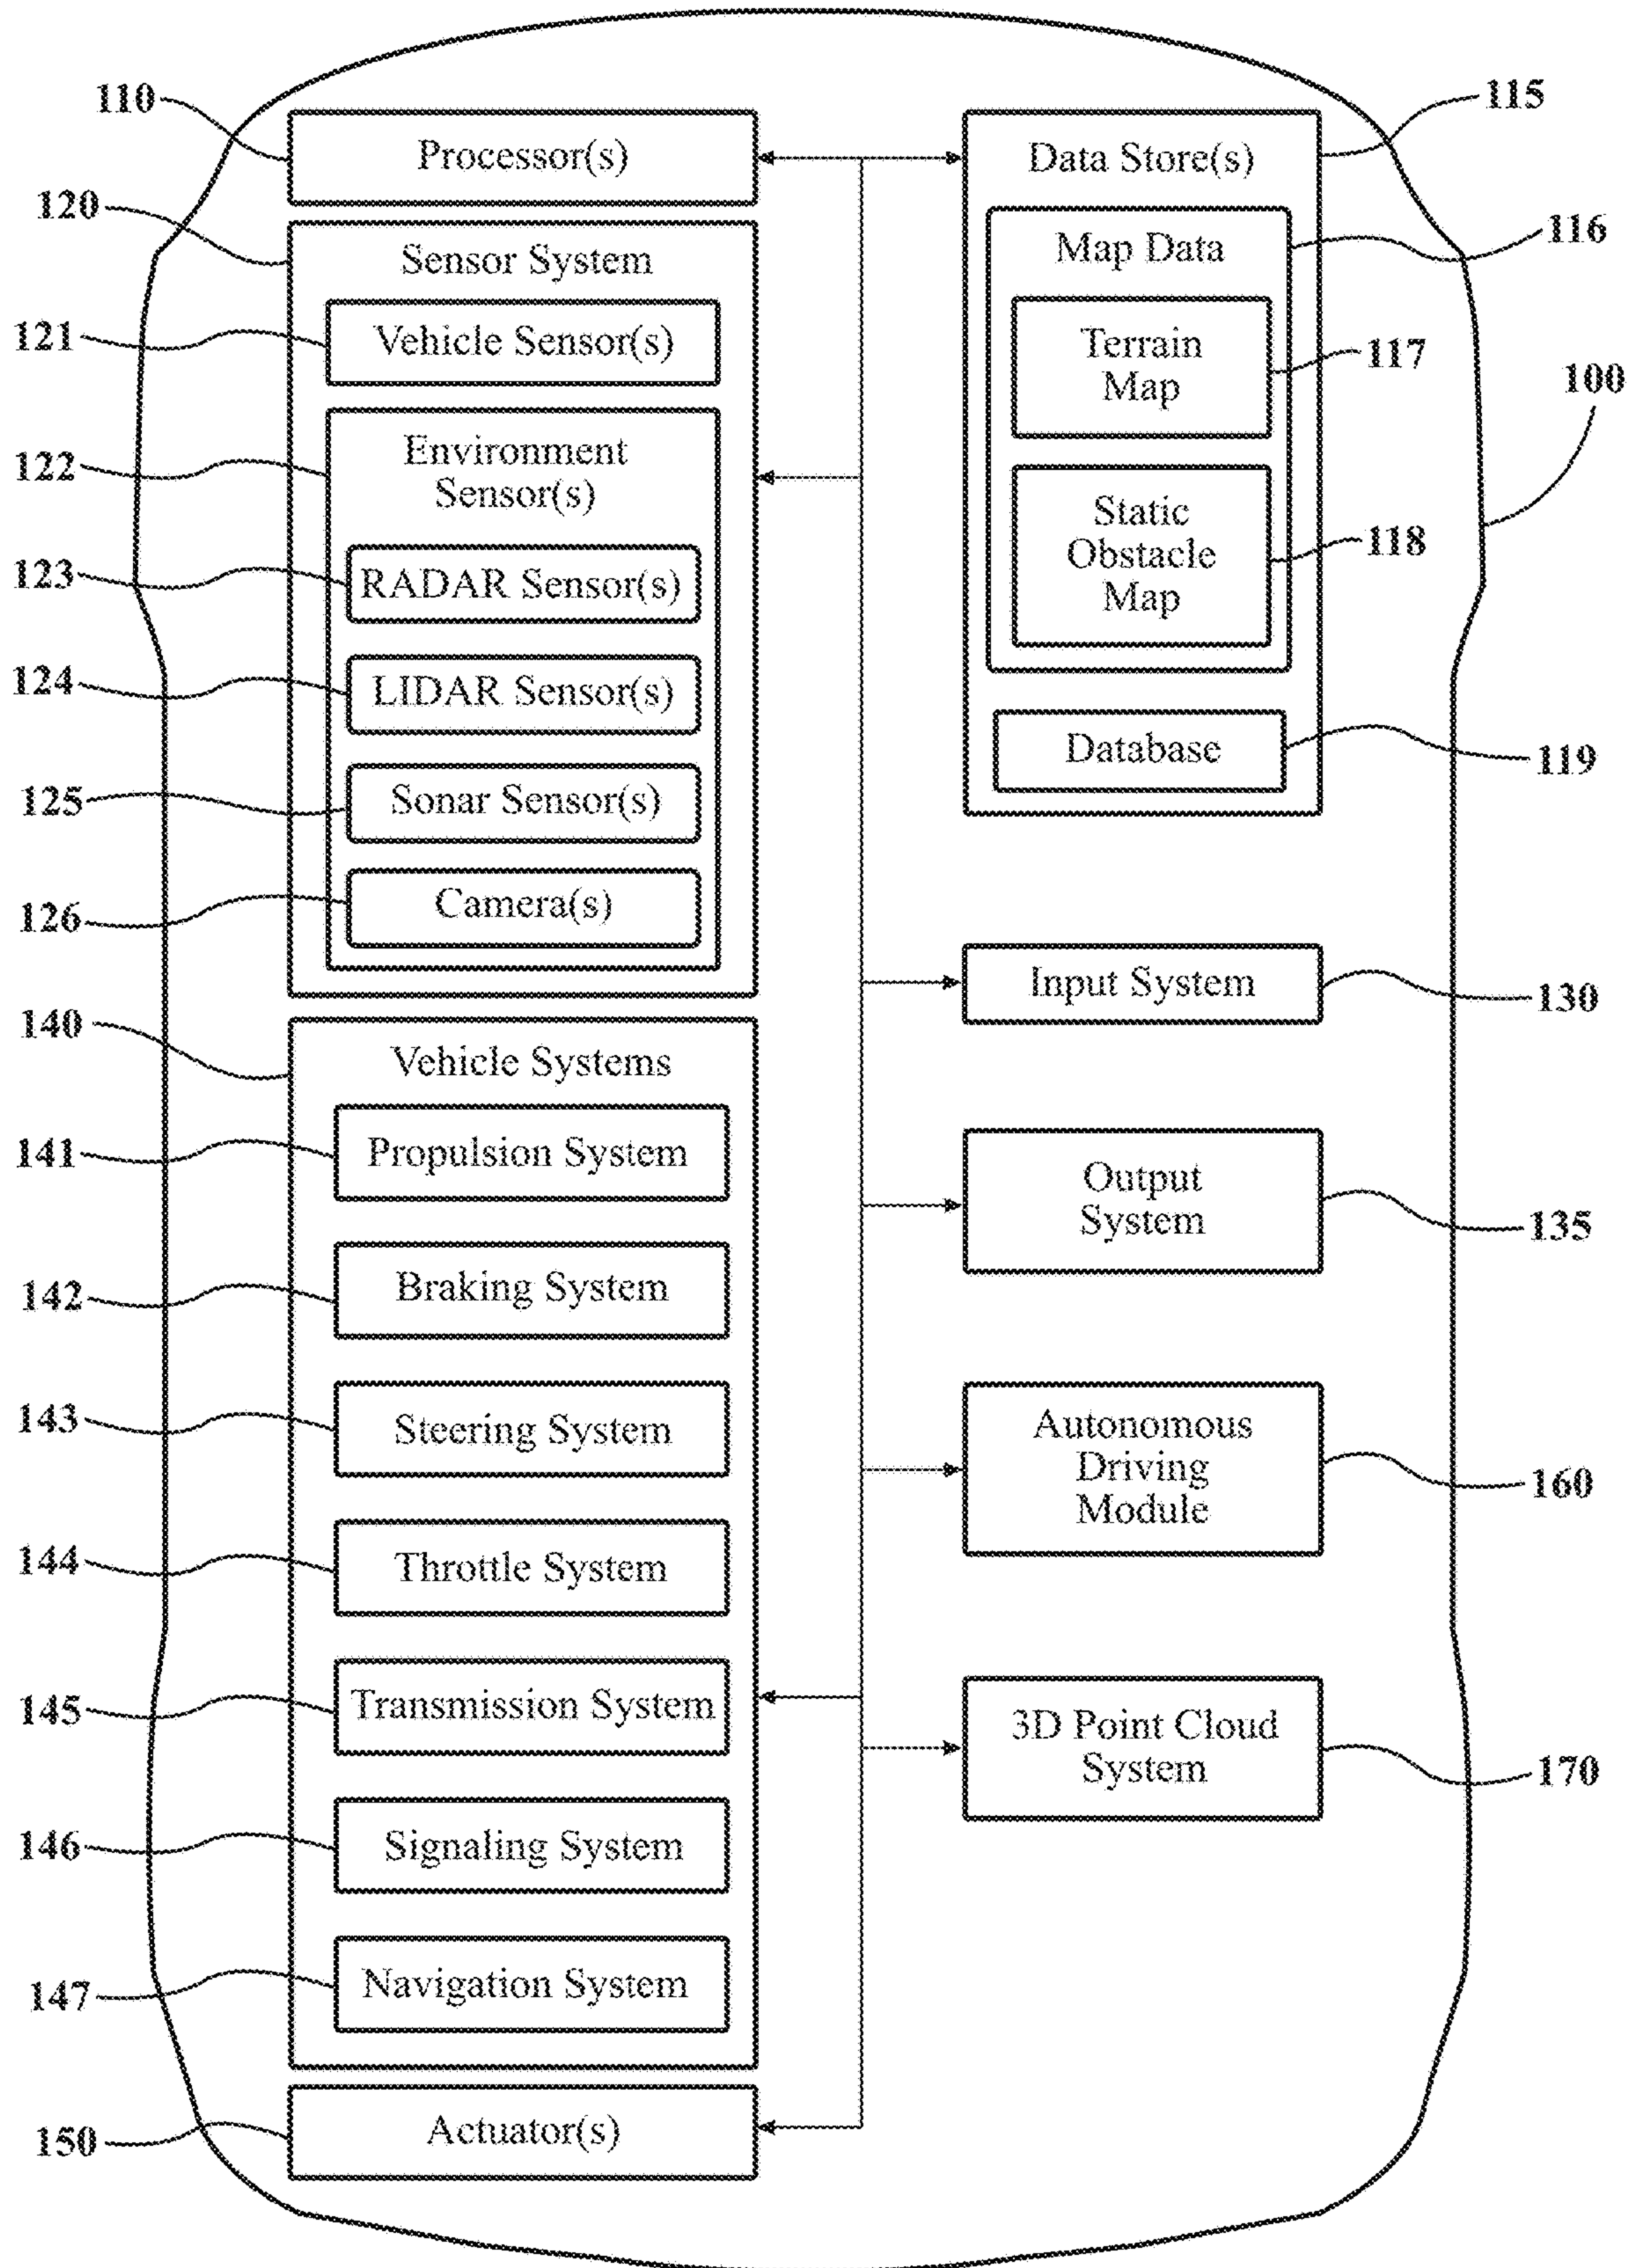 110
Processor(s)
120
Sensor System
121
Vehicle Sensor(s)
122
Environment
Sensor(s)
123
RADAR Sensor(s)
124
LIDAR Sensor(s)
125
Sonar Sensor(s)
126
Camera(s)
140
Vehicle Systems
141
Propulsion System
142
Braking System
143
Steering System
144
Throttle System
145
Transmission System
146
Signaling System
147
Navigation System
150
Actuator(s)
115
Data Store(s)
116
Map Data
Terrain
Map
117
100
Static
Obstacle
Map
118
Database
119
Input System
130
Output
System
135
Autonomous
Driving
Module
160
3D Point Cloud
System
170